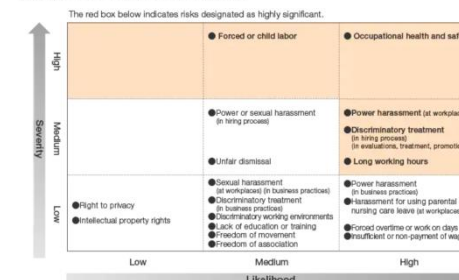 The red box below indicates risks designated as highly significant.
High
● Forced or child labor
● Occupational health and
Severity
Medium
●Power or sexual harassment
(in hiring process)
●Unfair dismissal
●Power harassment (at
●Discriminatory treatment
(in hiring process)
(in evaluations, treatment,
● Long working hours
Low
●Right to privacy
●Intellectual property rights
●Sexual harassment
(at workplaces) (in business practices)
●Discriminatory treatment
(in business practices)
●Discriminatory working environments
●Lack of education or training
●Freedom of movement
●Freedom of association
●Power harassment
(in business practices)
●Harassment for using parental
nursing care leave (at workplaces
●Forced overtime or work on days
●Insufficient or non-payment of
Low
Medium
High
Likelihood